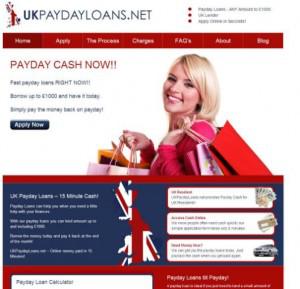 UKPAYDAYLOANS.NET
Payday Loans - ANY Amount to £1000
UK Lender
Apply Online in Seconds!
Home
Apply
The Process
Charges
FAQ's
About
Blog
PAYDAY CASH NOW!!
Fast payday loans RIGHT NOW!!
Borrow up to £1000 and have it today.
Simply pay the money back on payday!
Apply Now
UK Payday Loans – 15 Minute Cash!
Payday Loans can help you when you need a little
help with your finances.
With our payday loans you can lend amount up to
and including £1000.
Borrow the money today and pay it back at the end
of the month!
UKPaydayLoans.net – Online money paid in 15
Minutes!
UK Resident
Access Cash Online
Need Money Now?
Payday Loan Calculator
Payday Loans til Payday!